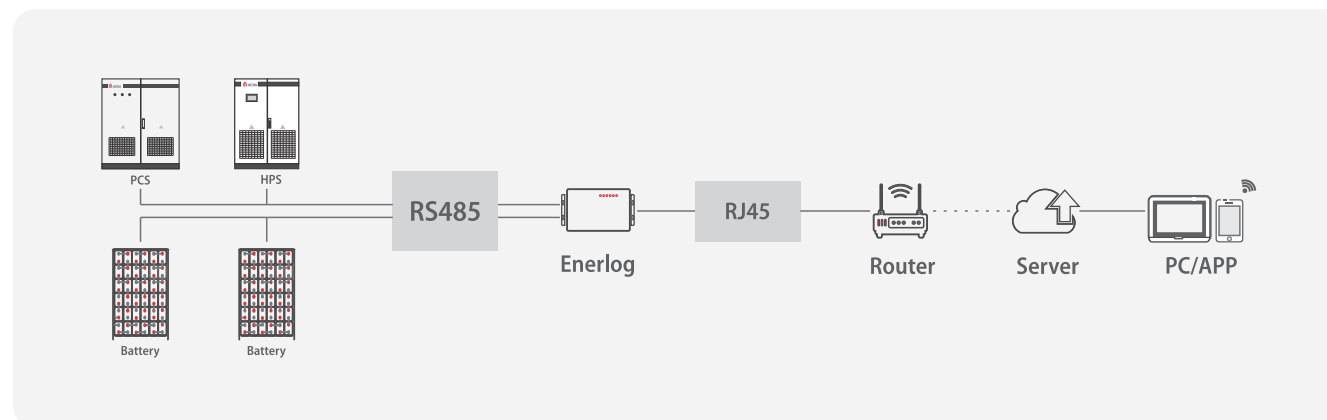 PCS
HPS
RS485
RJ45
Enerlog
Router
Server
PC/APP
Battery
Battery